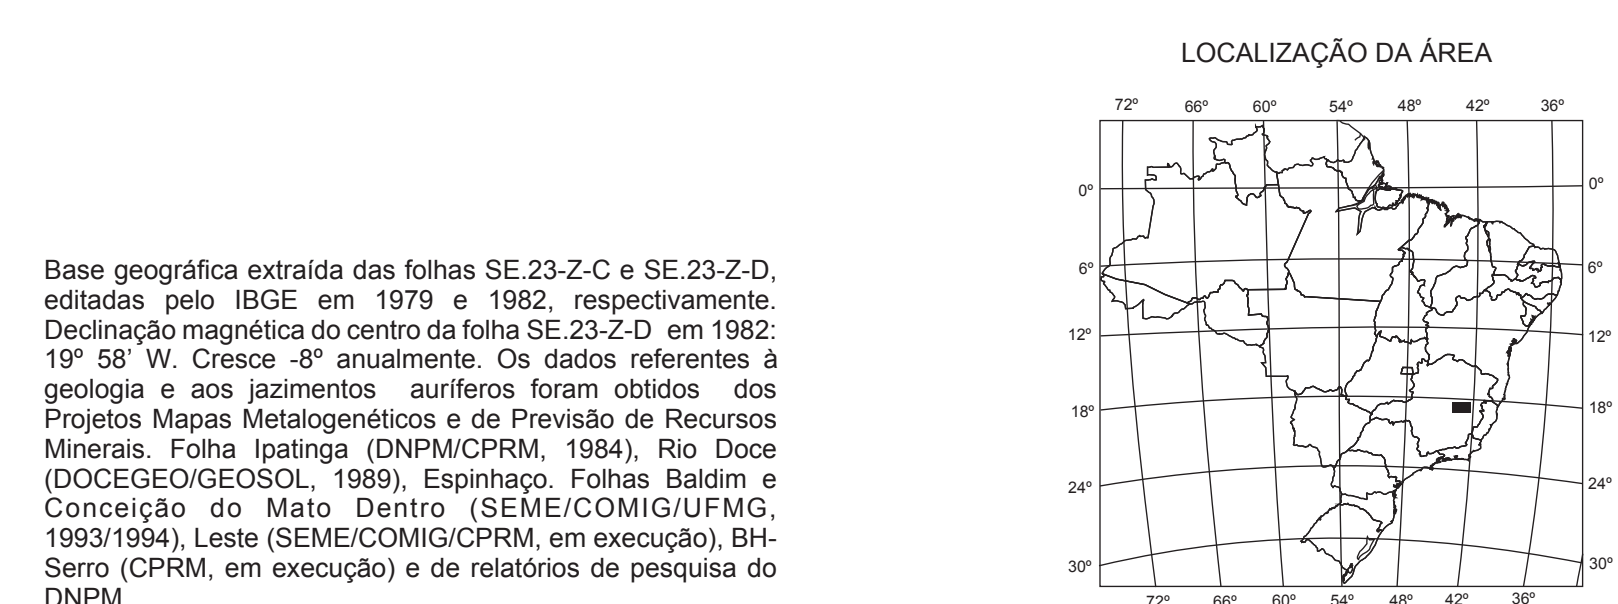 Base geográfica extraída das folhas SE.23-Z-C e SE.23-Z-D,
editadas pelo IBGE em 1979 e 1982, respectivamente.
Declinação magnética do centro da folha SE.23-Z-D em 1982:
19º 58’ W. Cresce -8º anualmente. Os dados referentes à
geologia e aos jazimentos auríferos foram obtidos dos
Projetos Mapas Metalogenéticos e de Previsão de Recursos
Minerais. Folha Ipatinga (DNPM/CPRM, 1984), Rio Doce
(DOCEGEO/GEOSOL, 1989), Espinhaço. Folhas Baldim e
Conceição do Mato Dentro (SEME/COMIG/UFMG,
1993/1994), Leste (SEME/COMIG/CPRM, em execução), BH-
Serro (CPRM, em execução) e de relatórios de pesquisa do
DNPM
LOCALIZAÇÃO DA ÁREA
72º 66º 60º 54º 48º 42º 36º
0º 0º
6º 6º
12º 12º
18º 18º
24º 24º
30º 30º
72º 66º 60º 54º 48º 42º 36º